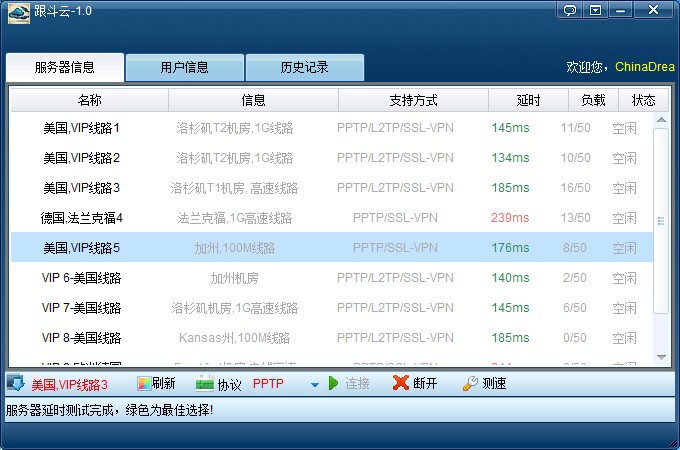 跟斗云-1.0
服务器信息 用户信息 历史记录 欢迎您，ChinaDrea
名称 信息 支持方式 延时 负载 状态
美国,VIP线路1 洛杉矶T2机房,1G线路 PPTP/L2TP/SSL-VPN 145ms 11/50 空闲
美国,VIP线路2 洛杉矶T2机房,1G线路 PPTP/L2TP/SSL-VPN 134ms 10/50 空闲
美国,VIP线路3 洛杉矶T1机房,高速线路 PPTP/L2TP/SSL-VPN 185ms 16/50 空闲
德国,法兰克福4 法兰克福,1G高速线路 PPTP/SSL-VPN 239ms 13/50 空闲
美国,VIP线路5 加州,100M线路 PPTP/SSL-VPN 176ms 8/50 空闲
VIP 6-美国线路 加州机房 PPTP/L2TP/SSL-VPN 140ms 2/50 空闲
VIP 7-美国线路 洛杉矶机房,1G高速线路 PPTP/L2TP/SSL-VPN 145ms 6/50 空闲
VIP 8-美国线路 Kansas州,100M线路 PPTP/L2TP/SSL-VPN 185ms 0/50 空闲
美国,VIP线路3 刷新 协议 PPTP 连接 断开 测速
服务器延时测试完成，绿色为最佳选择!